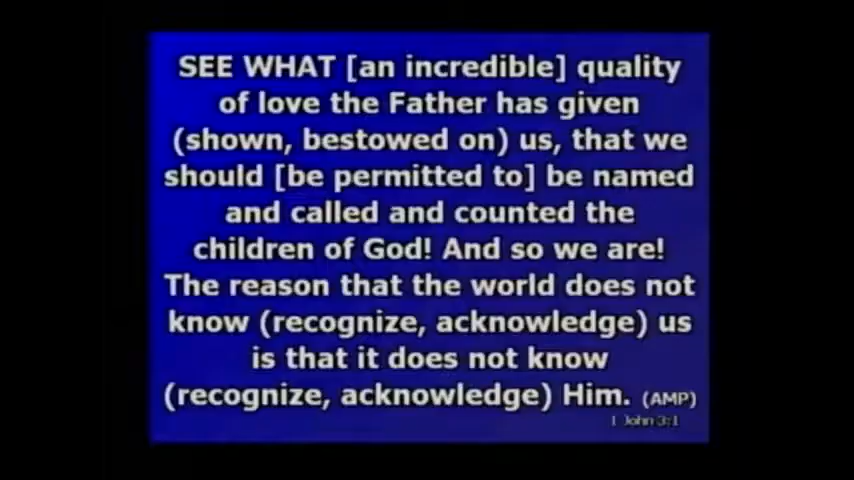 SEE WHAT [an incredible] quality
of love the Father has given
(shown, bestowed on) us, that we
should [be permitted to] be named
and called and counted the
children of God! And so we are!
The reason that the world does not
know (recognize, acknowledge) us
is that it does not know
(recognize, acknowledge) Him. (AMP)
1 John 3:1